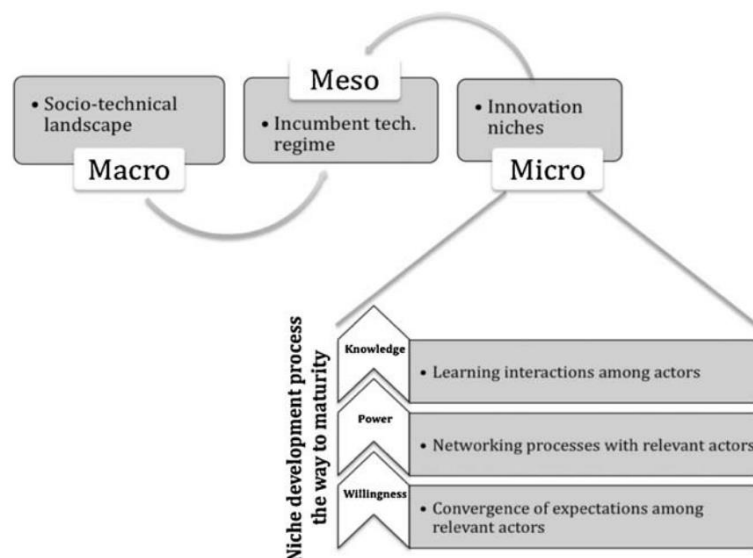 Meso
• Socio-technical
landscape
Macro
• Incumbent tech.
regime
• Innovation
niches
Micro
Niche development process
the way to maturity
Knowledge
• Learning interactions among actors
Power
• Networking processes with relevant actors
Willingness
• Convergence of expectations among
relevant actors